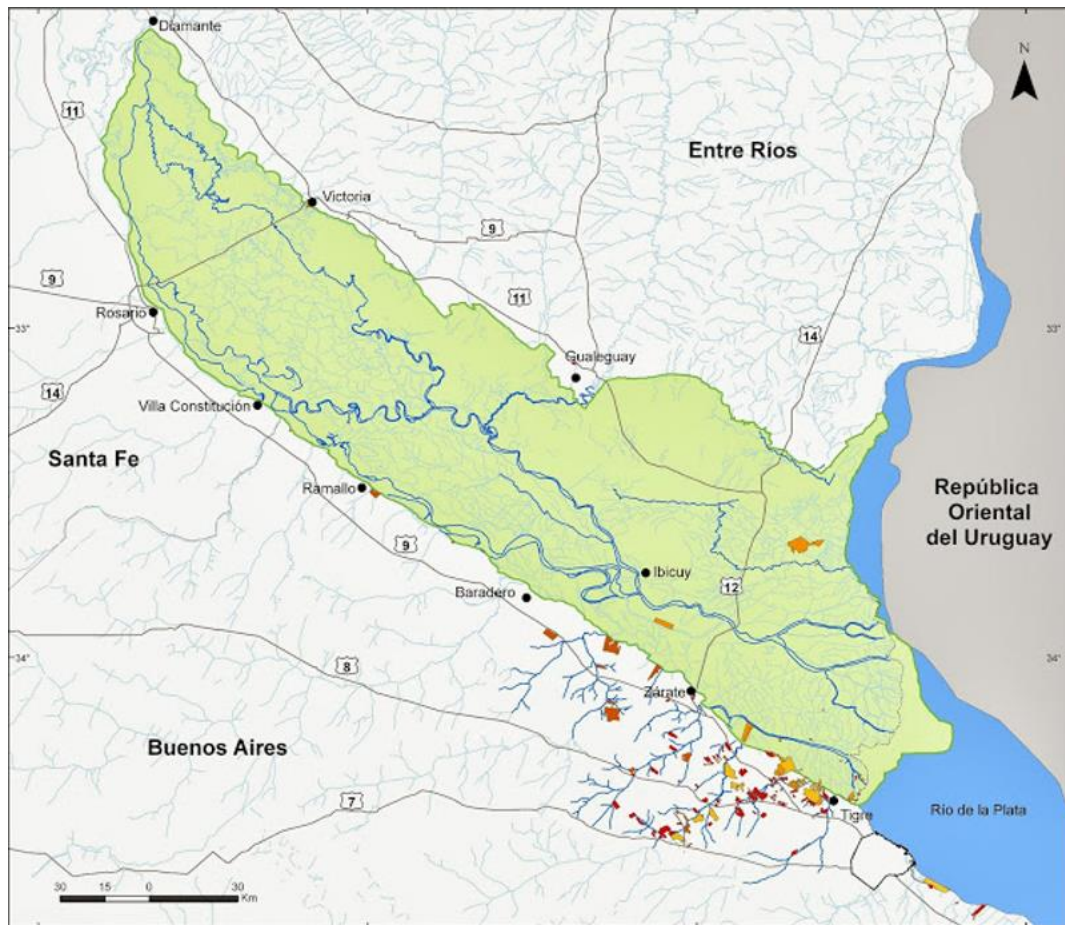 Diamante
N
11
Entre Ríos
Victoria
9
9
11
Rosario
33°
33°
14
Gualeguay
14
Villa Constitución
Santa Fe
Ramallo
República
Oriental
del Uruguay
9
Ibicuy
12
Baradero
34°
34°
8
Zárate
Buenos Aires
7
Tigre
Río de la Plata
30 15 0 30
Km